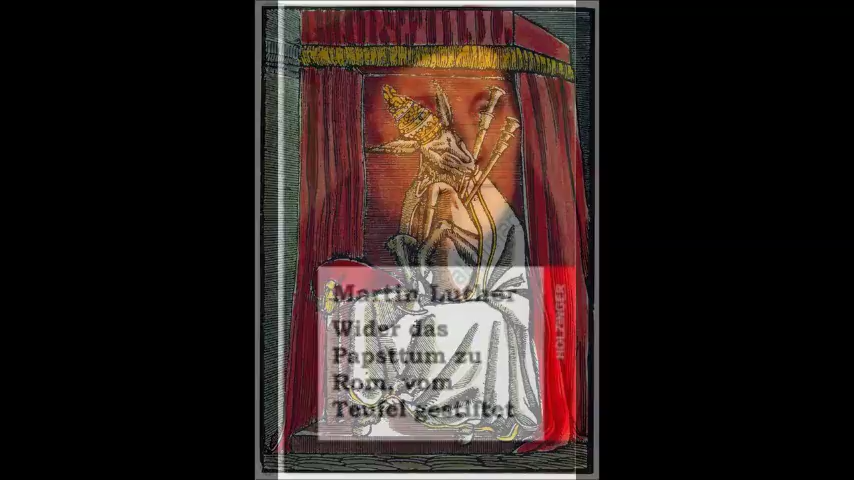 Martin Luther
Wider das
Papsttum zu
Rom, vom
Teufel gestiftet
HOLZINGER